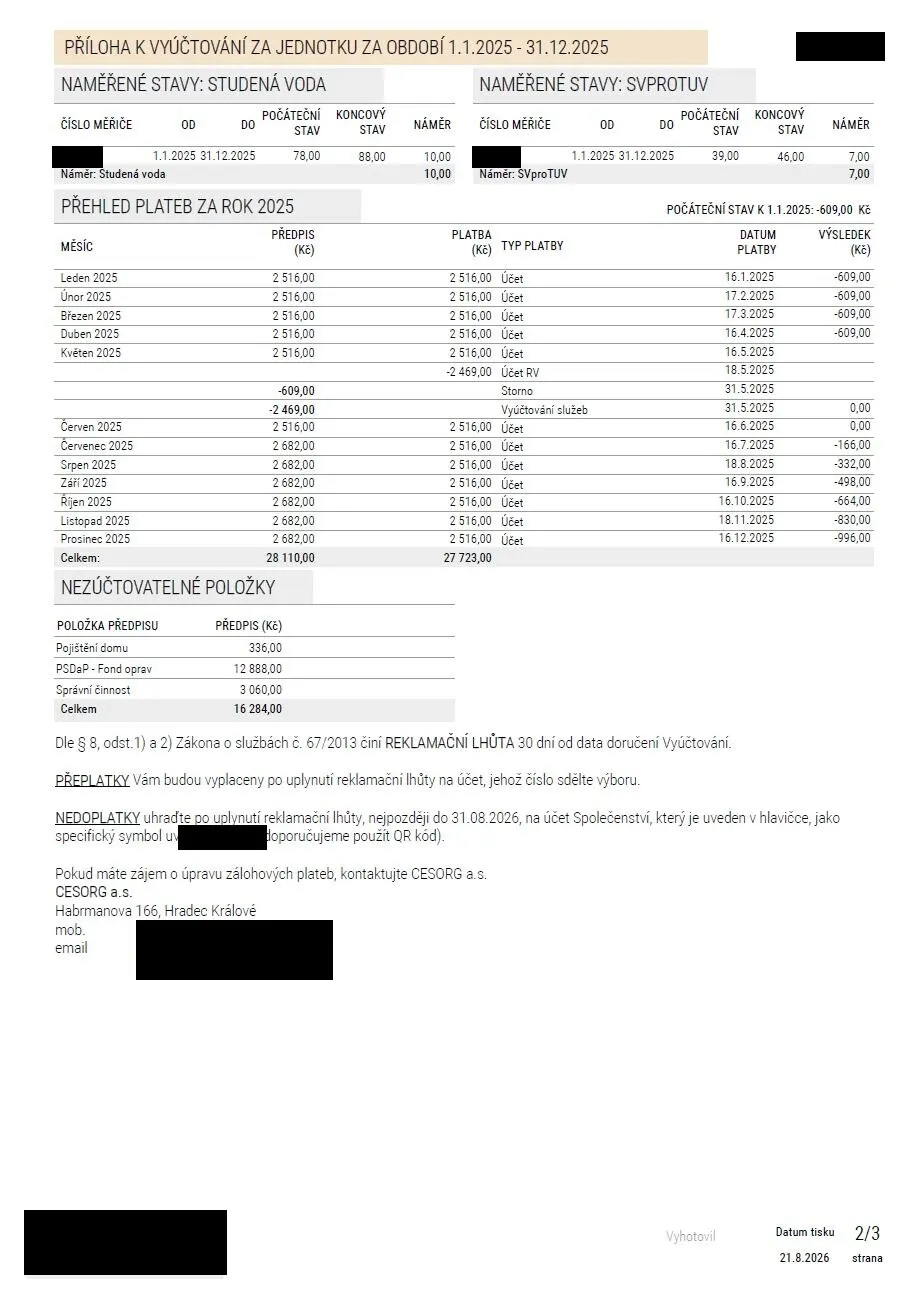 PŘÍLOHA K VYÚČTOVÁNÍ ZA JEDNOTKU ZA OBDOBÍ 1.1.2025 - 31.12.2025
NAMĚŘENÉ STAVY: STUDENÁ VODA
ČÍSLO MĚŘIČE OD DO POČÁTEČNÍ STAV KONCOVÝ STAV NÁMĚR
1.1.2025 31.12.2025 78,00 88,00 10,00
Náměr: Studená voda 10,00
NAMĚŘENÉ STAVY: SVPROTUV
ČÍSLO MĚŘIČE OD DO POČÁTEČNÍ STAV KONCOVÝ STAV NÁMĚR
1.1.2025 31.12.2025 39,00 46,00 7,00
Náměr: SVproTUV 7,00
PŘEHLED PLATEB ZA ROK 2025
POČÁTEČNÍ STAV K 1.1.2025: -609,00 Kč
MĚSÍC PŘEDPIS (Kč) PLATBA (Kč) TYP PLATBY DATUM PLATBY VÝSLEDEK (Kč)
Leden 2025 2 516,00 2 516,00 Účet 16.1.2025 -609,00
Únor 2025 2 516,00 2 516,00 Účet 17.2.2025 -609,00
Březen 2025 2 516,00 2 516,00 Účet 17.3.2025 -609,00
Duben 2025 2 516,00 2 516,00 Účet 16.4.2025 -609,00
Květen 2025 2 516,00 2 516,00 Účet 16.5.2025
-2 469,00 Účet RV 18.5.2025
-609,00 Storno 31.5.2025
-2 469,00 Vyúčtování služeb 31.5.2025 0,00
Červen 2025 2 516,00 2 516,00 Účet 16.6.2025 0,00
Červenec 2025 2 682,00 2 516,00 Účet 16.7.2025 -166,00
Srpen 2025 2 682,00 2 516,00 Účet 18.8.2025 -332,00
Září 2025 2 682,00 2 516,00 Účet 16.9.2025 -498,00
Říjen 2025 2 682,00 2 516,00 Účet 16.10.2025 -664,00
Listopad 2025 2 682,00 2 516,00 Účet 18.11.2025 -830,00
Prosinec 2025 2 682,00 2 516,00 Účet 16.12.2025 -996,00
Celkem: 28 110,00 27 723,00
NEZÚČTOVATELNÉ POLOŽKY
POLOŽKA PŘEDPISU PŘEDPIS (Kč)
Pojištění domu 336,00
PSDaP - Fond oprav 12 888,00
Správní činnost 3 060,00
Celkem 16 284,00
Dle § 8, odst.1) a 2) Zákona o službách č. 67/2013 činí REKLAMAČNÍ LHŮTA 30 dní od data doručení Vyúčtování.
PŘEPLATKY Vám budou vyplaceny po uplynutí reklamační lhůty na účet, jehož číslo sdělte výboru.
NEDOPLATKY uhraďte po uplynutí reklamační lhůty, nejpozději do 31.08.2026, na účet Společenství, který je uveden v hlavičce, jako
specifický symbol uv doporučujeme použít QR kód).
Pokud máte zájem o úpravu zálohových plateb, kontaktujte CESORG a.s.
CESORG a.s.
Habrmanova 166, Hradec Králové
mob.
email
Vyhotovil
Datum tisku
21.8.2026
2/3
strana